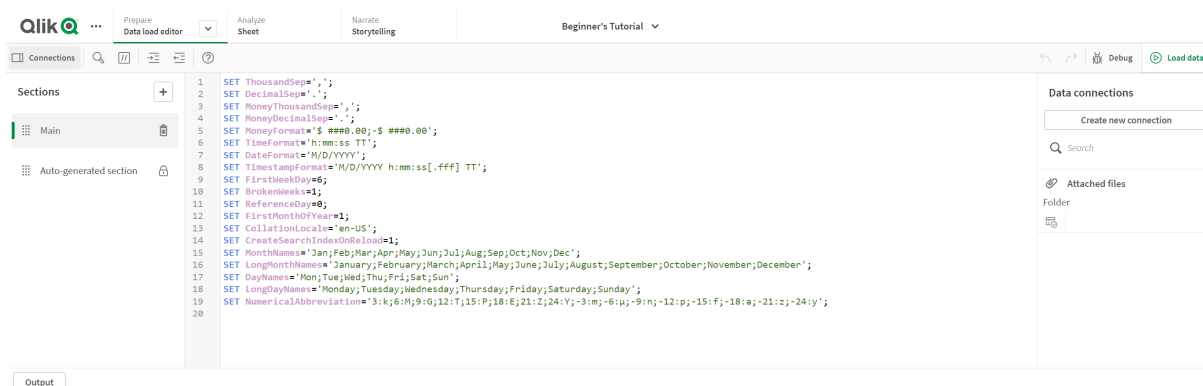 Qlik
Prepare
Data load editor
Analyze
Sheet
Narrate
Storytelling
Beginner's Tutorial
Connections
Debug
Load data
Sections
Main
Auto-generated section
1 SET ThousandSep=',';
2 SET DecimalSep='.';
3 SET MoneyThousandSep=',';
4 SET MoneyDecimalSep='.';
5 SET MoneyFormat='$ ###0.00;-$ ###0.00';
6 SET TimeFormat='h:mm:ss TT';
7 SET DateFormat='M/D/YYYY';
8 SET TimestampFormat='M/D/YYYY h:mm:ss[.fff] TT';
9 SET FirstWeekDay=6;
10 SET BrokenWeeks=1;
11 SET ReferenceDay=0;
12 SET FirstMonthOfYear=1;
13 SET CollationLocale='en-US';
14 SET CreateSearchIndexOnReload=1;
15 SET MonthNames='Jan;Feb;Mar;Apr;May;Jun;Jul;Aug;Sep;Oct;Nov;Dec';
16 SET LongMonthNames='January;February;March;April;May;June;July;August;September;October;November;December';
17 SET DayNames='Mon;Tue;Wed;Thu;Fri;Sat;Sun';
18 SET LongDayNames='Monday;Tuesday;Wednesday;Thursday;Friday;Saturday;Sunday';
19 SET NumericalAbbreviation='3:k;6:M;9:G;12:T;15:P;18:E;21:Z;24:Y;-3:m;-6:μ;-9:n;-12:p;-15:f;-18:a;-21:z;-24:y';
20
Data connections
Create new connection
Search
Attached files
Folder
Output